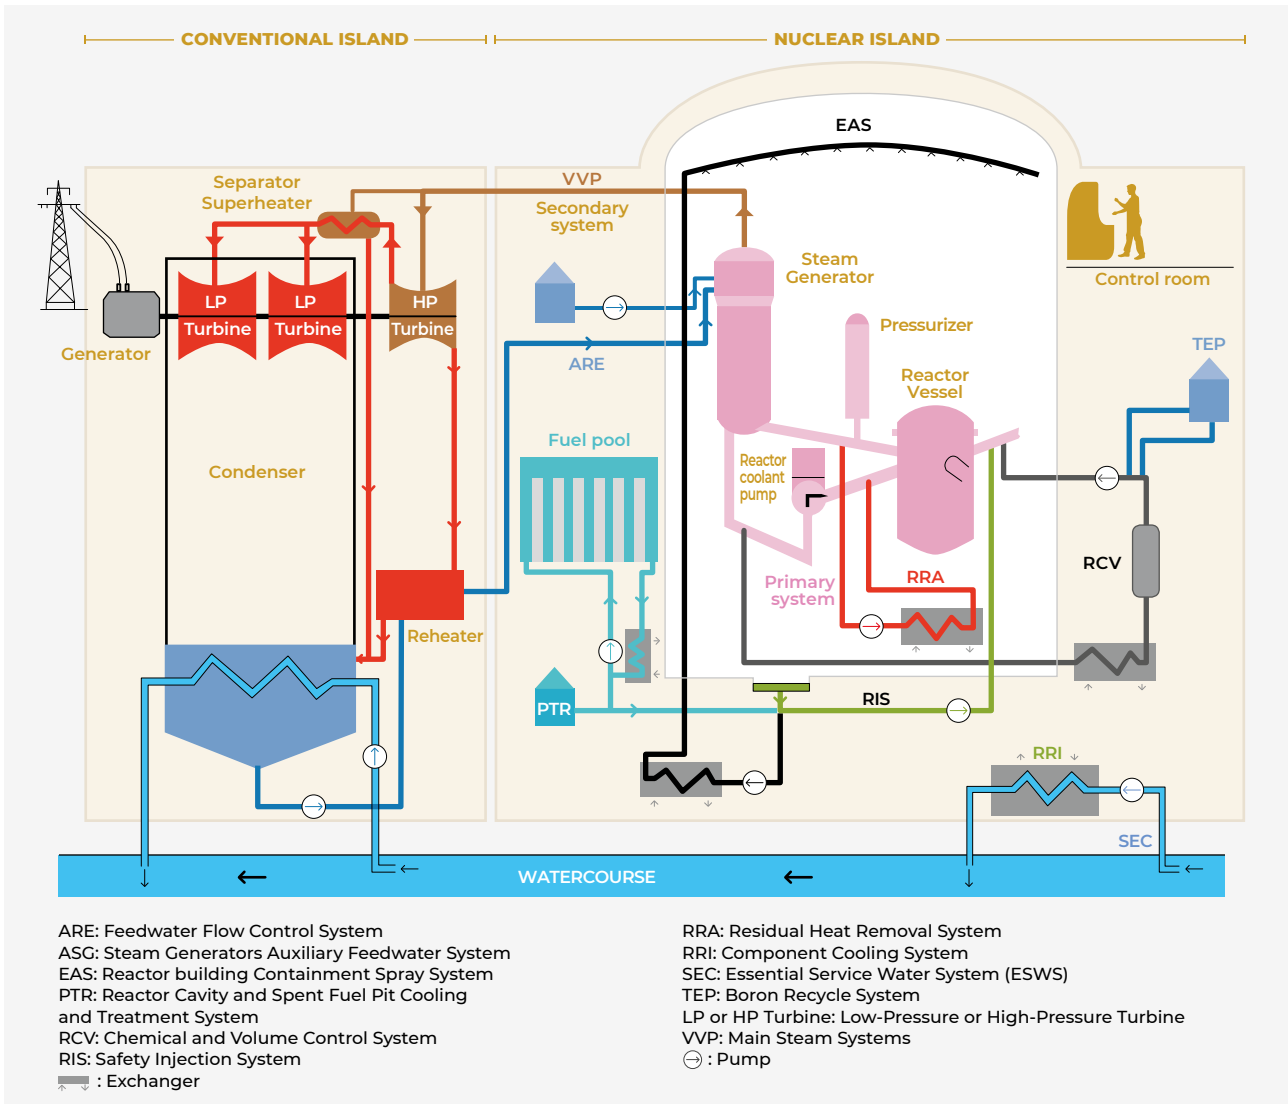 CONVENTIONAL ISLAND
NUCLEAR ISLAND
EAS
Separator
Superheater
VVP
Secondary
system
Steam
Generator
Control room
LP
Turbine
LP
Turbine
HP
Turbine
Generator
Pressurizer
ARE
TEP
Reactor
Vessel
Fuel pool
Condenser
Reactor
coolant
pump
RCV
RRA
Primary
system
Reheater
PTR
RIS
RRI
SEC
WATERCOURSE
ARE: Feedwater Flow Control System
ASG: Steam Generators Auxiliary Feedwater System
EAS: Reactor building Containment Spray System
PTR: Reactor Cavity and Spent Fuel Pit Cooling
and Treatment System
RCV: Chemical and Volume Control System
RIS: Safety Injection System
: Exchanger
RRA: Residual Heat Removal System
RRI: Component Cooling System
SEC: Essential Service Water System (ESWS)
TEP: Boron Recycle System
LP or HP Turbine: Low-Pressure or High-Pressure Turbine
VVP: Main Steam Systems
: Pump